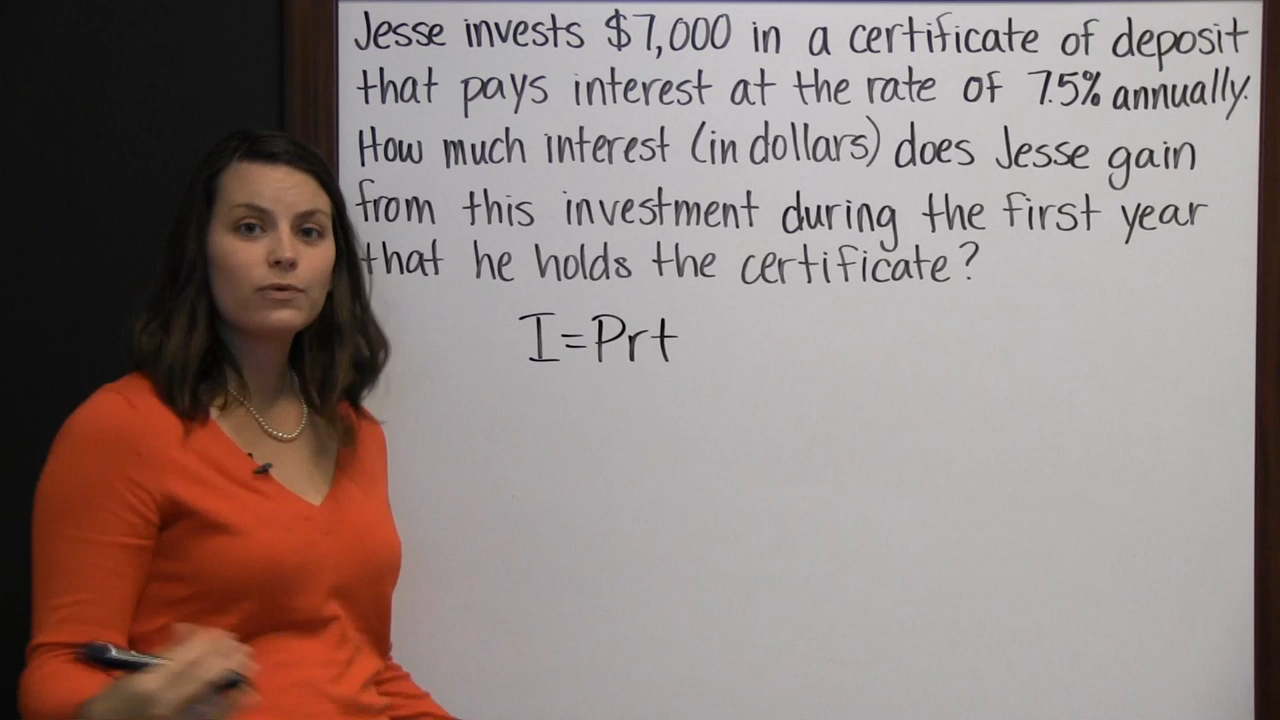 Jesse invests $7,000 in a certificate of deposit
that pays interest at the rate of 7.5% annually.
How much interest (in dollars) does Jesse gain
from this investment during the first year
that he holds the certificate?
I=Prt